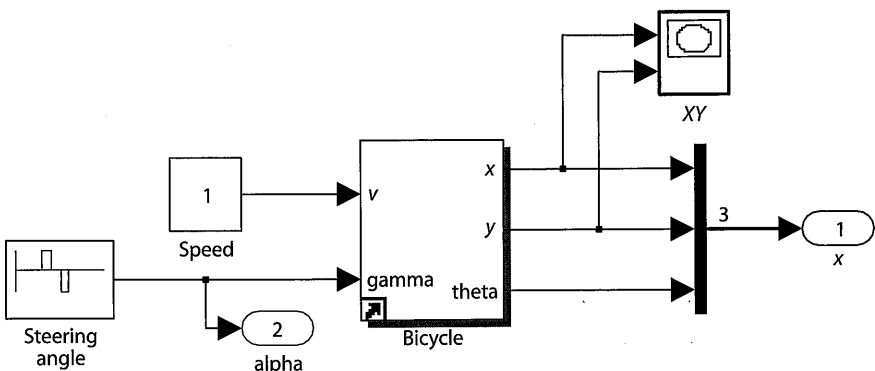 XY
1
Speed
v
gamma
x
y
theta
Bicycle
Steering
angle
2
alpha
3
1
x